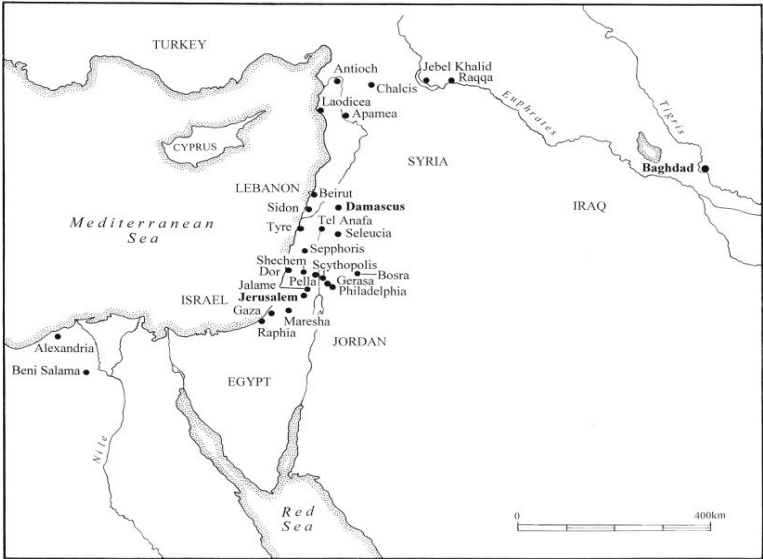 TURKEY
Antioch
Jebel Khalid
Raqqa
Chalcis
Laodicea
Apamea
Euphrates
Tigris
CYPRUS
SYRIA
Baghdad
LEBANON
Beirut
Sidon
Damascus
IRAQ
Mediterranean
Sea
Tyre
Tel Anafa
Seleucia
Sepphoris
Shechem
Scythopolis
Dor
Pella
Bosra
Jalame
Gerasa
Philadelphia
ISRAEL
Jerusalem
Gaza
Maresha
Raphia
JORDAN
Alexandria
Beni Salama
EGYPT
Nile
Red
Sea
0
400km